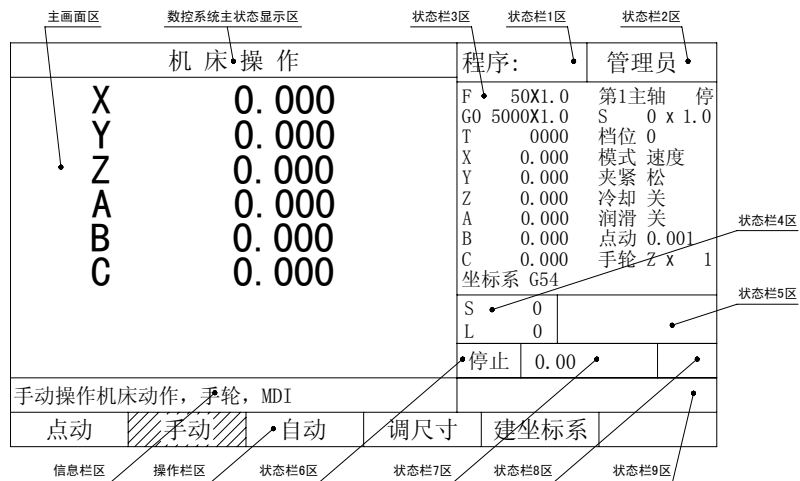 主画面区 数控系统主状态显示区 状态栏3区 状态栏1区 状态栏2区
机床操作 程序: 管理员
X 0.000
Y 0.000
Z 0.000
A 0.000
B 0.000
C 0.000
F 50X1.0 第1主轴 停
G0 5000X1.0 S 0 x 1.0
T 0000 档位 0
X 0.000 模式 速度
Y 0.000 夹紧 松
Z 0.000 冷却 关
A 0.000 润滑 关
B 0.000 点动 0.001
C 0.000 手轮 Z x 1
坐标系 G54
状态栏4区
状态栏5区
S 0
L 0
停止 0.00
手动操作机床动作，手轮，MDI
点动 手动 自动 调尺寸 建坐标系
信息栏区 操作栏区 状态栏6区 状态栏7区 状态栏8区 状态栏9区